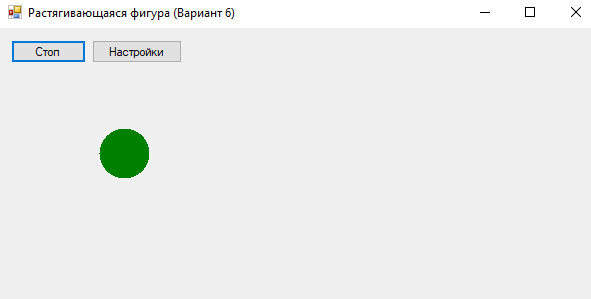 Растягивающаяся фигура (Вариант 6)
Стоп Настройки